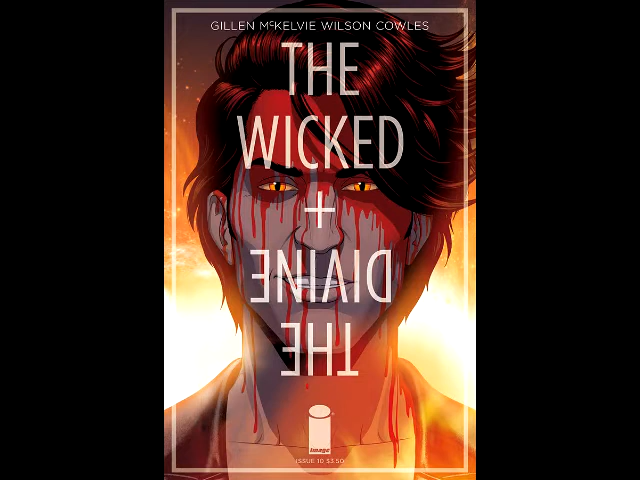 GILLEN McKELVIE WILSON COWLES
THE
WICKED
+
DIVINE
THE
image
ISSUE 10 $3.50